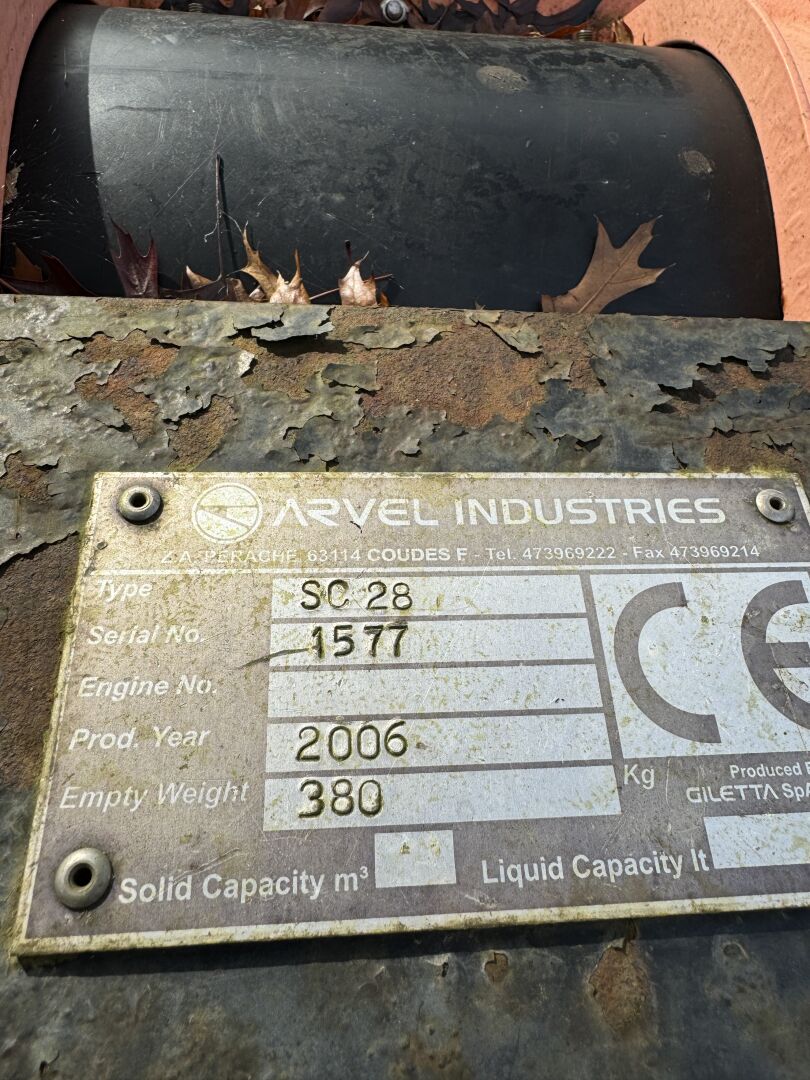 ARVEL INDUSTRIES
Z.A. PERACHE 63114 COUDES F - Tel. 473969222 - Fax 473969214
Type SC 28
Serial No. 1577
Engine No.
Prod. Year 2006
Empty Weight 380 Kg
CE
Produced
GILETTA SpA
Solid Capacity m³
Liquid Capacity lt